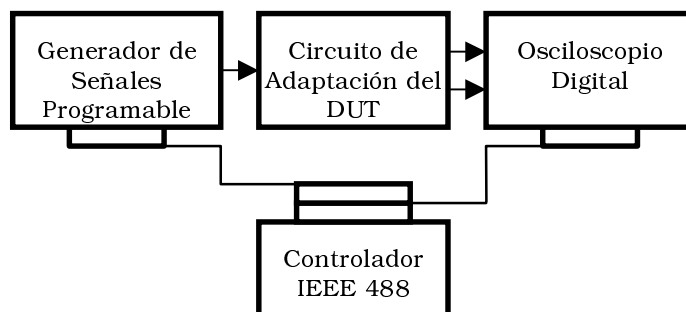 Generador de
Señales
Programable
Circuito de
Adaptación del
DUT
Osciloscopio
Digital
Controlador
IEEE 488